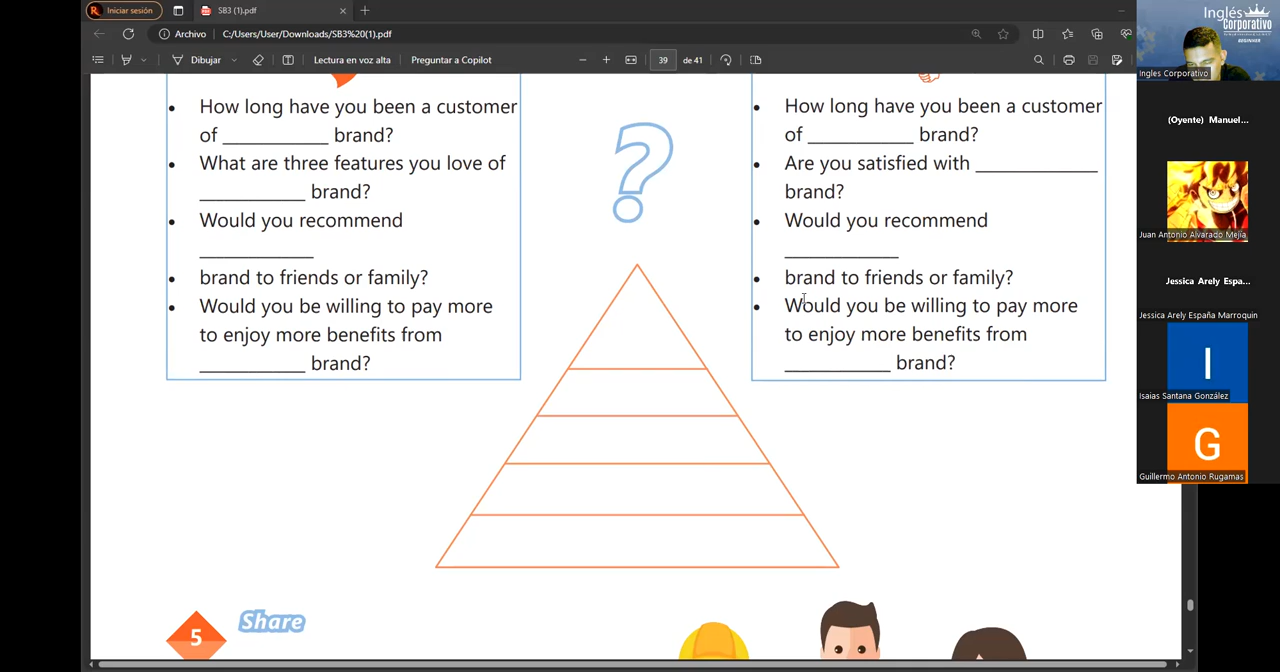 Iniciar sesión
SB3 (1).pdf
Archivo
C:/Users/User/Downloads/SB3%20(1).pdf
Dibujar
Lectura en voz alta
Preguntar a Copilot
39
de 41
How long have you been a customer
of ___________ brand?
What are three features you love of
___________ brand?
Would you recommend
____________
brand to friends or family?
Would you be willing to pay more
to enjoy more benefits from
___________ brand?
?
How long have you been a customer
of ___________ brand?
Are you satisfied with _____________
brand?
Would you recommend
____________
brand to friends or family?
Would you be willing to pay more
to enjoy more benefits from
___________ brand?
5
Share
Inglés
Corporativo
BEGINNER
Ingles Corporativo
(Oyente) Manuel...
Juan Antonio Alvarado Mejía
Jessica Arely Espa...
Jessica Arely España Marroquin
I
Isaias Santana González
G
Guillermo Antonio Rugamas